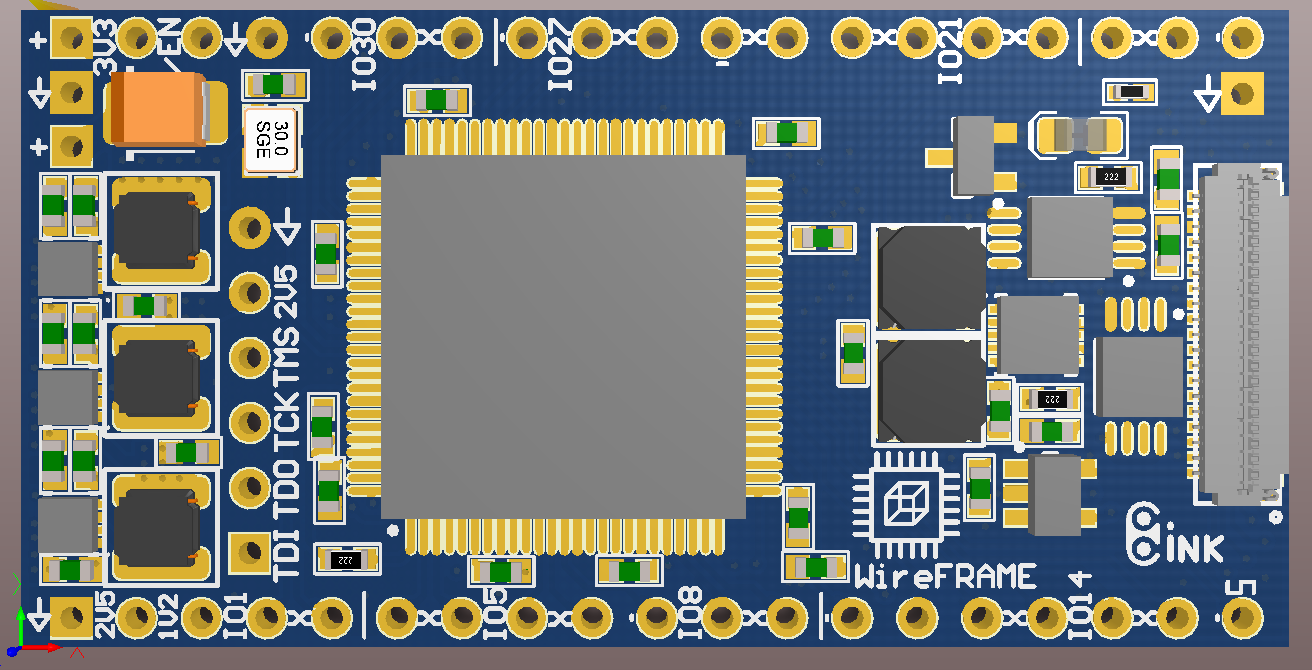 +
3V3
/EN
IO30
IO27
IO21
+
30.0
SGE
2V5
TMS
TCK
TDO
TDI
222
222
222
INK
WireFRAME
2V5
1V2
IO1
IO5
IO8
IO14
5
X
Y